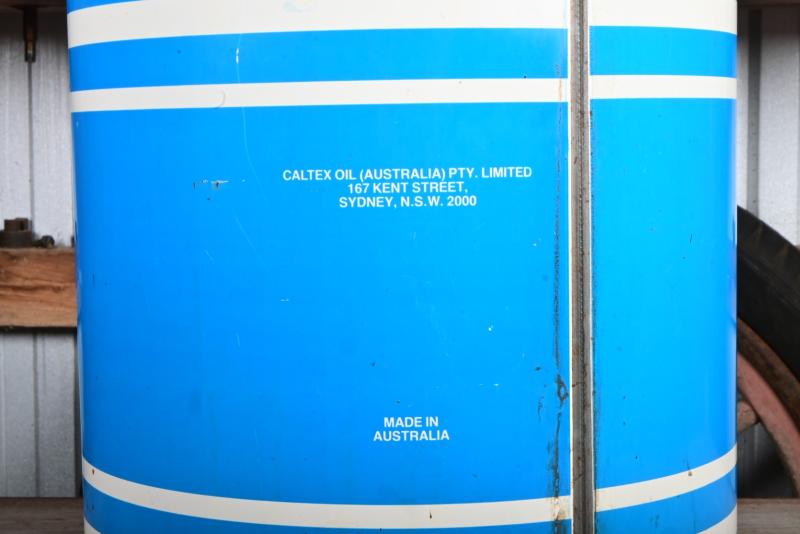 CALTEX OIL (AUSTRALIA) PTY. LIMITED
167 KENT STREET,
SYDNEY, N.S.W. 2000
MADE IN
AUSTRALIA